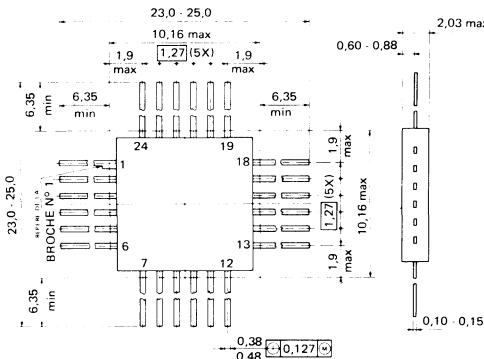 23,0 - 25,0
2,03 max
10,16 max
0,60 - 0,88
1,9 max
1,27 (5X)
1,9 max
6,35 min
6,35 min
6,35 min
24
19
1
18
1,9 max
23,0 - 25,0
BROCHE N° 1
1,27 (5X)
10,16 max
6
13
7
12
1,9 max
6,35 min
0,10 - 0,15
0,38
0,48
0,127 M